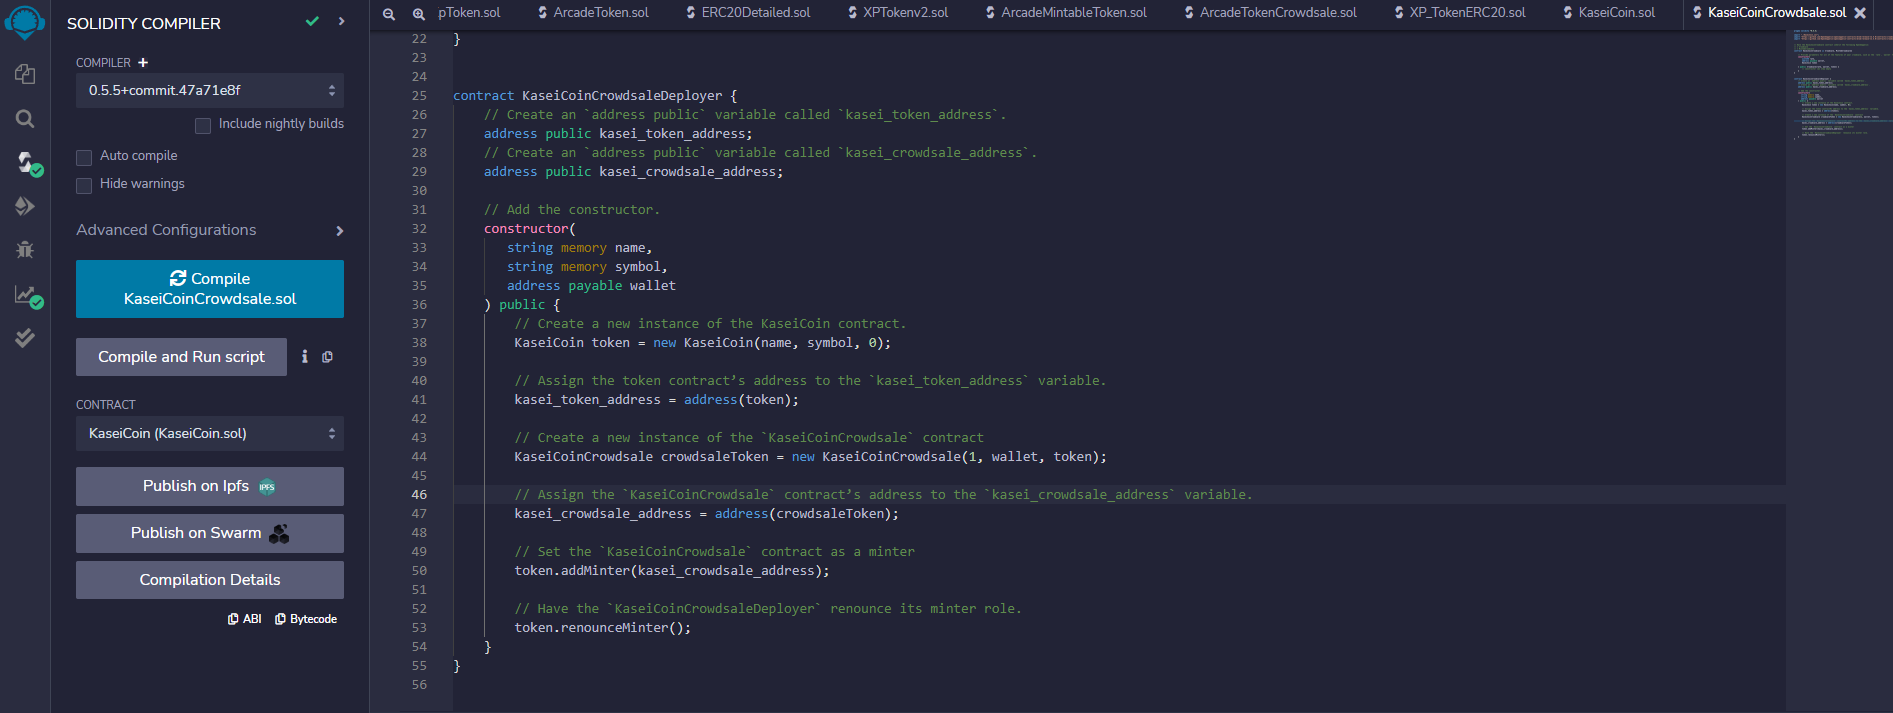 SOLIDITY COMPILER
COMPILER +
0.5.5+commit.47a71e8f
Include nightly builds
Auto compile
Hide warnings
Advanced Configurations
Compile
KaseiCoinCrowdsale.sol
Compile and Run script
CONTRACT
KaseiCoin (KaseiCoin.sol)
Publish on Ipfs
IPFS
Publish on Swarm
Compilation Details
ABI Bytecode
pToken.sol ArcadeToken.sol ERC20Detailed.sol XPTokenv2.sol ArcadeMintableToken.sol ArcadeTokenCrowdsale.sol XP_TokenERC20.sol KaseiCoin.sol KaseiCoinCrowdsale.sol
22 }
23
24
25 contract KaseiCoinCrowdsaleDeployer {
26 // Create an `address public` variable called `kasei_token_address`.
27 address public kasei_token_address;
28 // Create an `address public` variable called `kasei_crowdsale_address`.
29 address public kasei_crowdsale_address;
30
31 // Add the constructor.
32 constructor(
33 string memory name,
34 string memory symbol,
35 address payable wallet
36 ) public {
37 // Create a new instance of the KaseiCoin contract.
38 KaseiCoin token = new KaseiCoin(name, symbol, 0);
39
40 // Assign the token contract’s address to the `kasei_token_address` variable.
41 kasei_token_address = address(token);
42
43 // Create a new instance of the `KaseiCoinCrowdsale` contract
44 KaseiCoinCrowdsale crowdsaleToken = new KaseiCoinCrowdsale(1, wallet, token);
45
46 // Assign the `KaseiCoinCrowdsale` contract’s address to the `kasei_crowdsale_address` variable.
47 kasei_crowdsale_address = address(crowdsaleToken);
48
49 // Set the `KaseiCoinCrowdsale` contract as a minter
50 token.addMinter(kasei_crowdsale_address);
51
52 // Have the `KaseiCoinCrowdsaleDeployer` renounce its minter role.
53 token.renounceMinter();
54 }
55 }
56